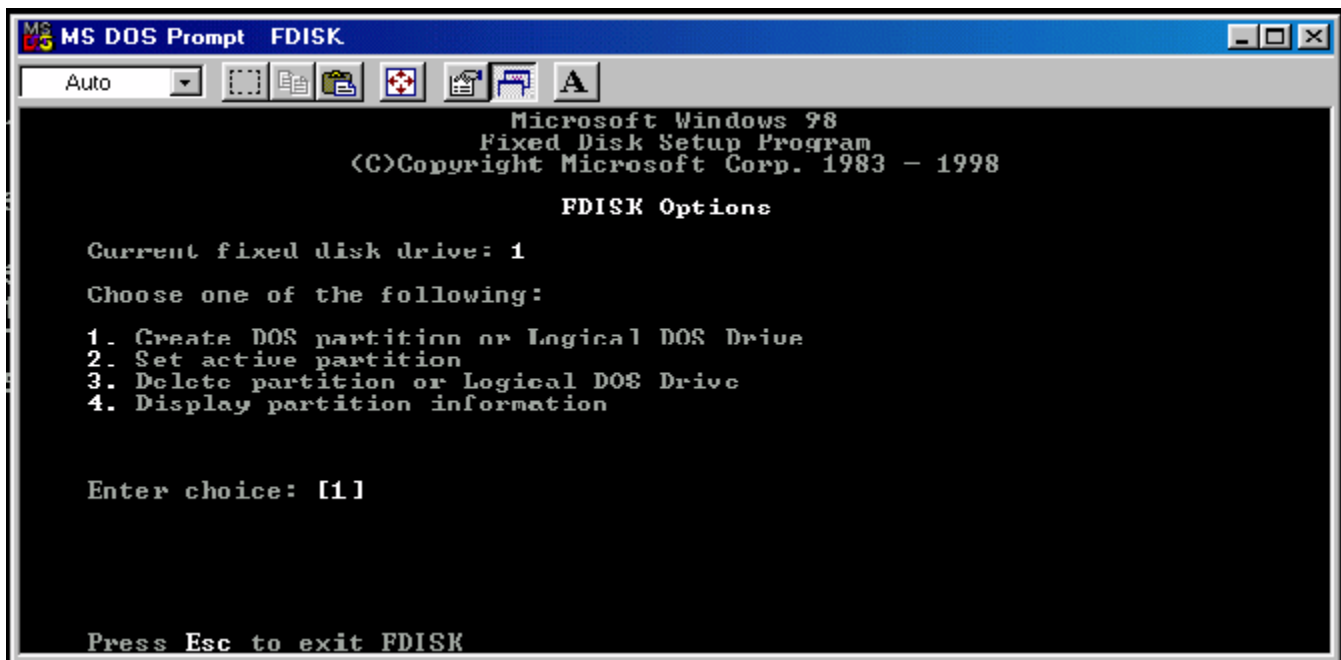 MS DOS Prompt FDISK
Auto
A
Microsoft Windows 98
Fixed Disk Setup Program
(C)Copyright Microsoft Corp. 1983 - 1998
FDISK Options
Current fixed disk drive: 1
Choose one of the following:
1. Create DOS partition or Logical DOS Drive
2. Set active partition
3. Delete partition or Logical DOS Drive
4. Display partition information
Enter choice: [1]
Press Esc to exit FDISK